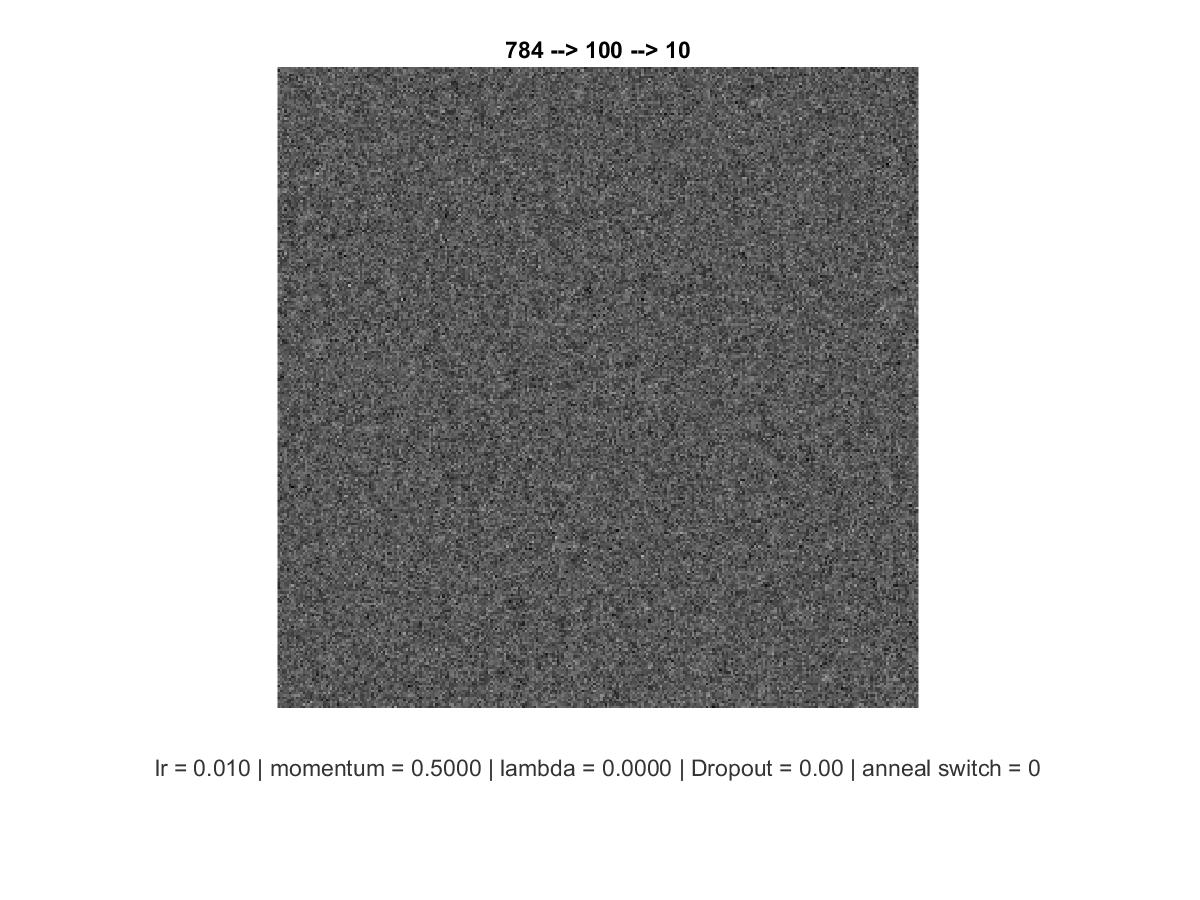 784 --> 100 --> 10
lr = 0.010 | momentum = 0.5000 | lambda = 0.0000 | Dropout = 0.00 | anneal switch = 0